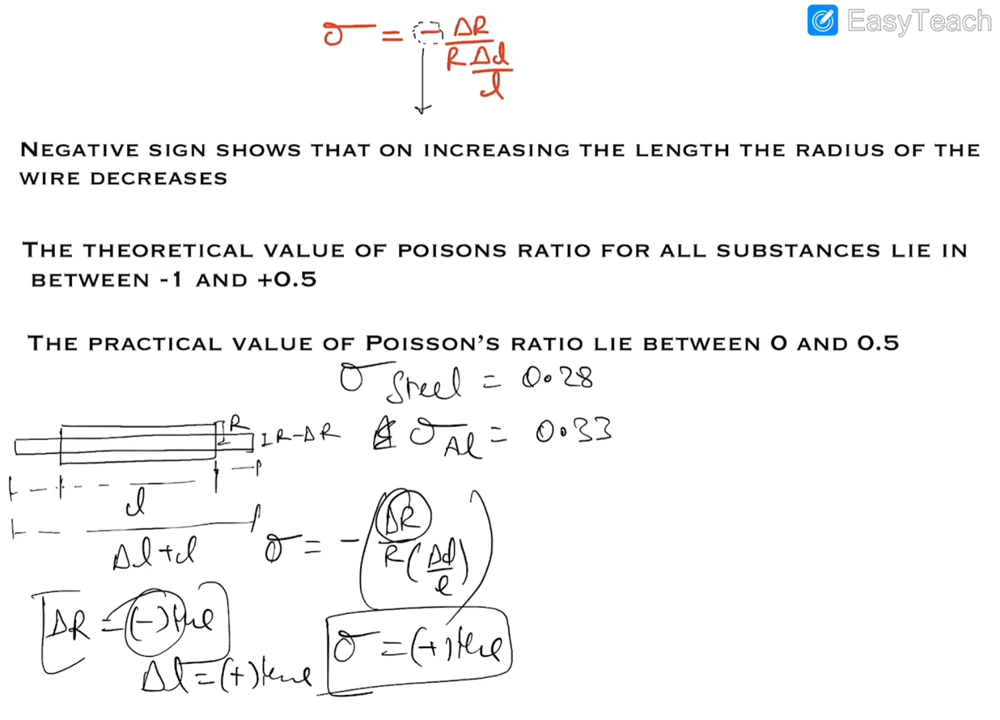 EasyTeach
σ = - ΔR / R Δl/l
NEGATIVE SIGN SHOWS THAT ON INCREASING THE LENGTH THE RADIUS OF THE
WIRE DECREASES
THE THEORETICAL VALUE OF POISONS RATIO FOR ALL SUBSTANCES LIE IN
BETWEEN -1 AND +0.5
THE PRACTICAL VALUE OF POISSON'S RATIO LIE BETWEEN 0 AND 0.5
σ Steel = 0.28
σ Al = 0.33
R
R-ΔR
l
Δl+l
σ = - (ΔR / R (Δl/l))
ΔR = (-)tive
Δl = (+)tive
σ = (+)tive